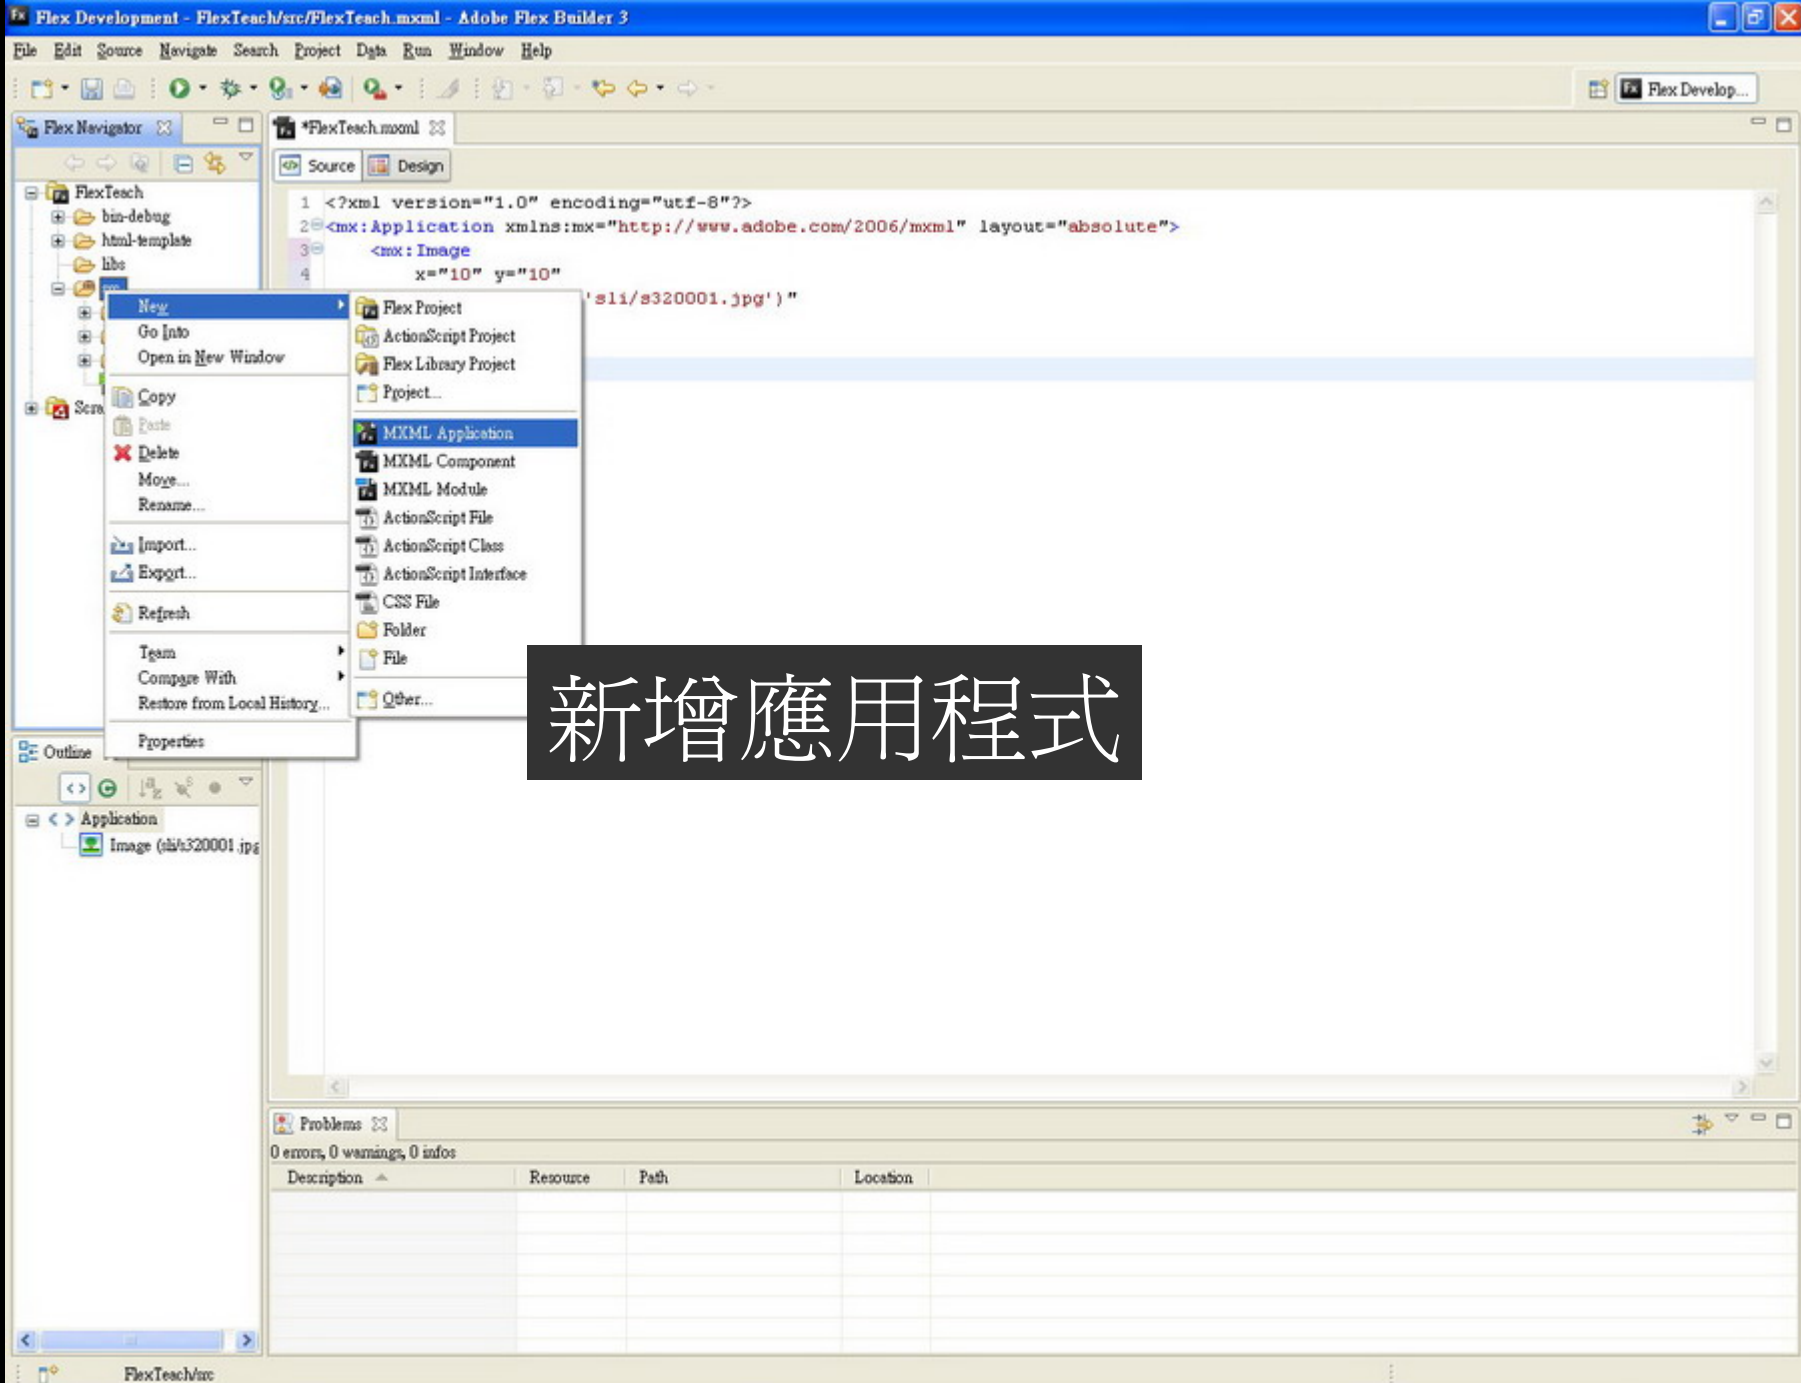 Flex Development - FlexTeach/src/FlexTeach.mxml - Adobe Flex Builder 3
File Edit Source Navigate Search Project Data Run Window Help
Flex Develop...
Flex Navigator
*FlexTeach.mxml
Source Design
FlexTeach
bin-debug
html-template
libs
src
Scra
1 <?xml version="1.0" encoding="utf-8"?>
2 <mx:Application xmlns:mx="http://www.adobe.com/2006/mxml" layout="absolute">
3 <mx:Image
4 x="10" y="10"
'sli/s320001.jpg')"
New
Go Into
Open in New Window
Copy
Paste
Delete
Move...
Rename...
Import...
Export...
Refresh
Team
Compare With
Restore from Local History...
Properties
Flex Project
ActionScript Project
Flex Library Project
Project...
MXML Application
MXML Component
MXML Module
ActionScript File
ActionScript Class
ActionScript Interface
CSS File
Folder
File
Other...
新增應用程式
Outline
Application
Image (sli/s320001.jpg
Problems
0 errors, 0 warnings, 0 infos
Description Resource Path Location
FlexTeach/src